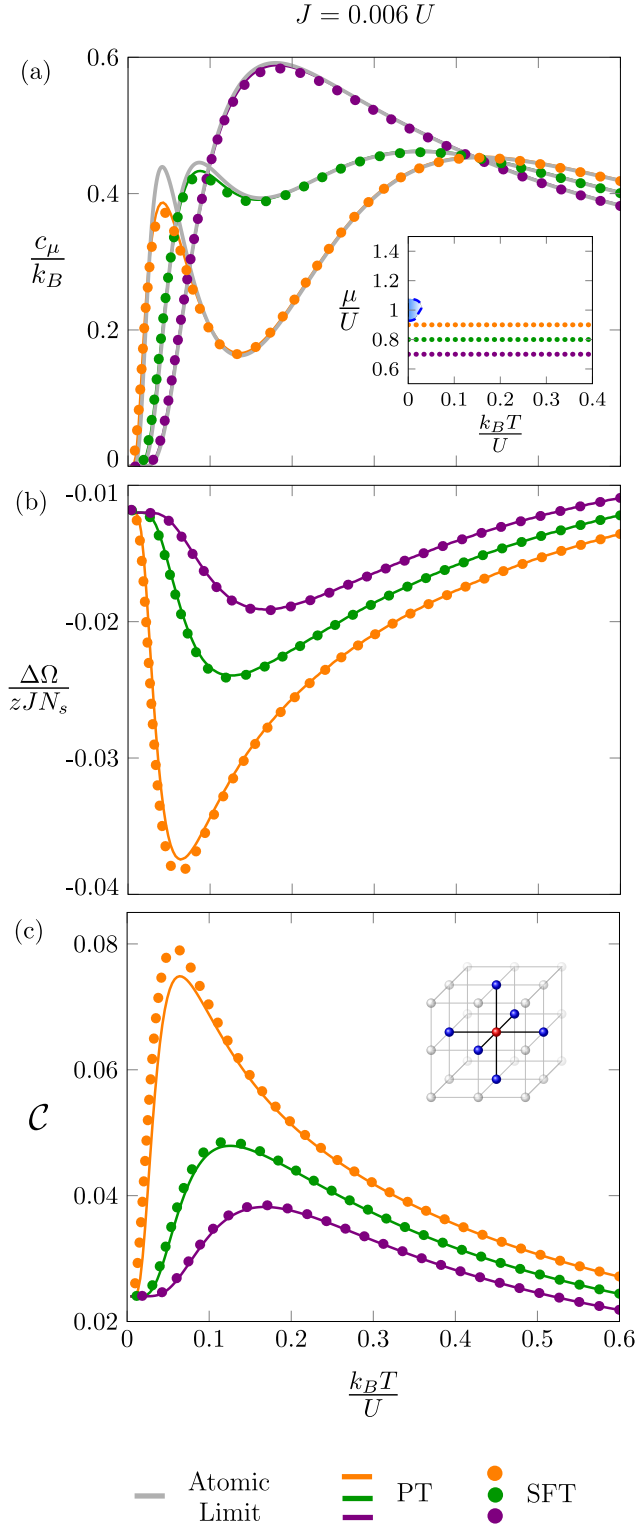 J = 0.006 U
(a)
0.6
0.4
0.2
0
c_μ
k_B
μ
U
1.4
1.2
1
0.8
0.6
0 0.1 0.2 0.3 0.4
k_B T
U
(b)
-0.01
-0.02
-0.03
-0.04
ΔΩ
zJN_s
(c)
0.08
0.06
0.04
0.02
𝒞
0 0.1 0.2 0.3 0.4 0.5 0.6
k_B T
U
Atomic
Limit
PT
SFT